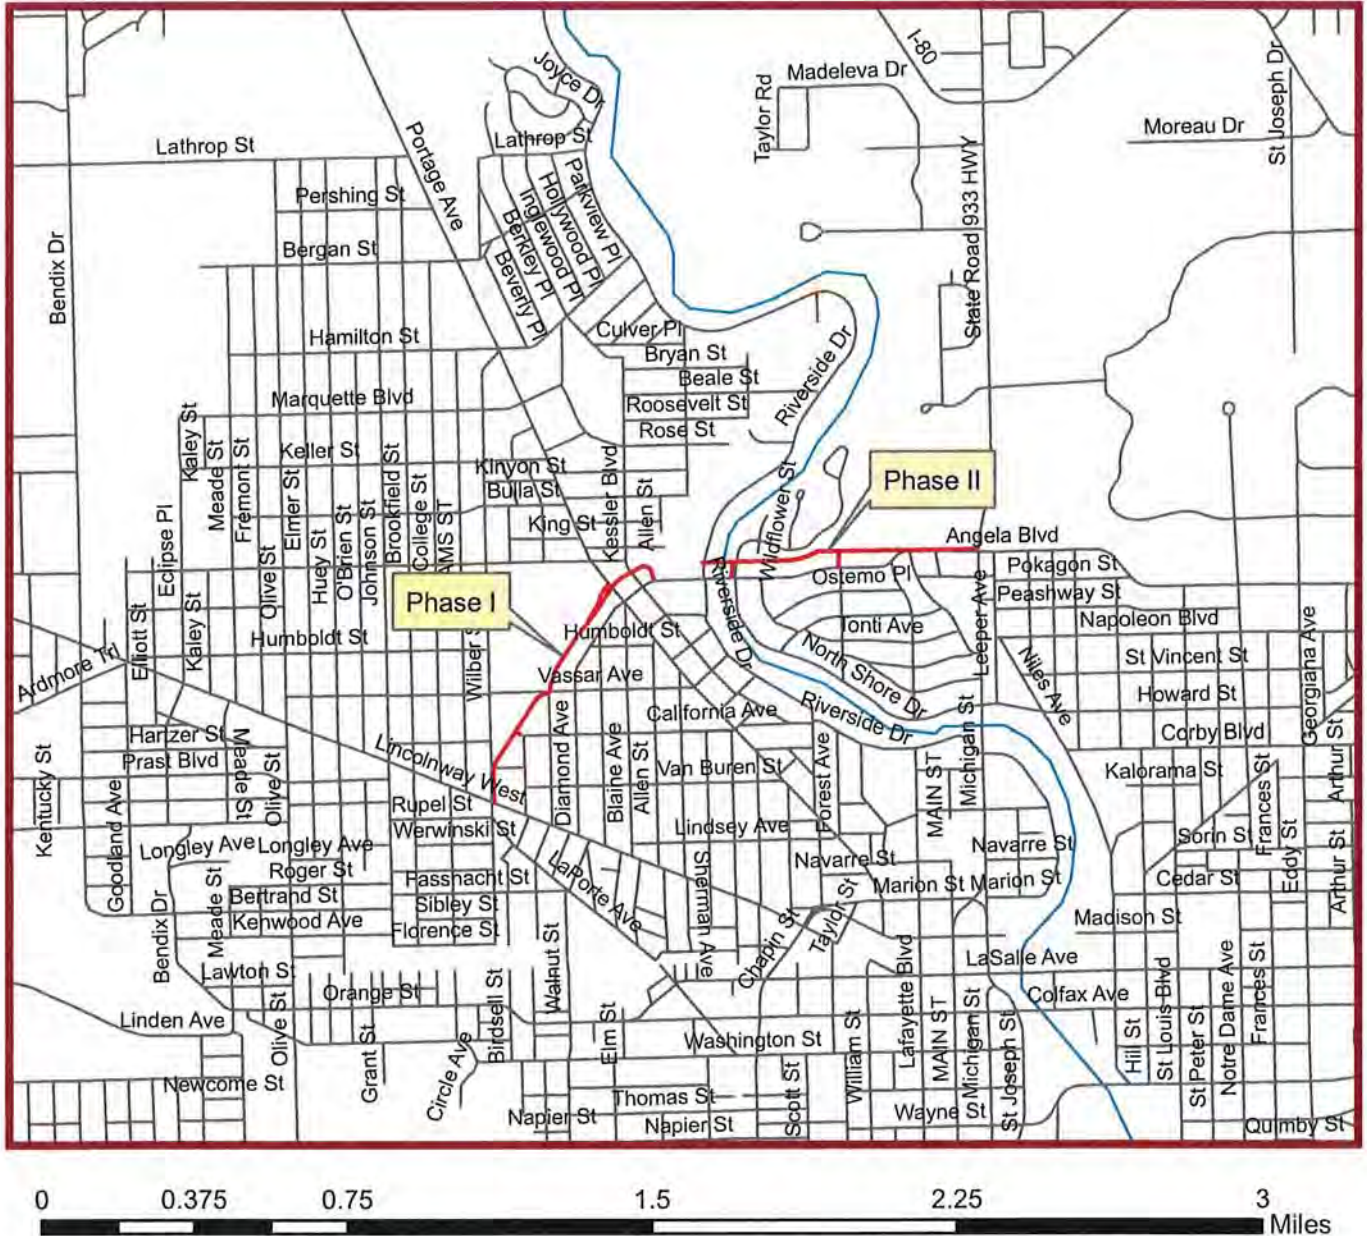 I-80
Joyce Dr
Madeleva Dr
Taylor Rd
St Joseph Dr
Moreau Dr
Lathrop St
Lathrop St
Portage Ave
Parkview Pl
Hollywood Pl
Inglewood Pl
Berkley Pl
Beverly Pl
Pershing St
Bergan St
State Road 933 HWY
Bendix Dr
Hamilton St
Culver Pl
Bryan St
Beale St
Roosevelt St
Rose St
Riverside Dr
Marquette Blvd
Kaley St
Meade St
Fremont St
Keller St
Elmer St
Brookfield St
College St
Kinyon St
Bulla St
King St
Kessler Blvd
Allen St
Wildflower St
Phase II
Angela Blvd
Eclipse Pl
Olive St
Huey St
O'Brien St
Johnson St
AMS ST
Phase I
Ostemo Pl
Pokagon St
Peashway St
Napoleon Blvd
Elliott St
Kaley St
Humboldt St
Humboldt St
Riverside Dr
Tonti Ave
Leeper Ave
Niles Ave
St Vincent St
Georgiana Ave
Ardmore Trl
Wilber S
Vassar Ave
North Shore Dr
Howard St
Riverside Dr
California Ave
Michigan St
Corby Blvd
Hartzer St
Prast Blvd
Meade St
Olive St
Lincolnway West
Diamond Ave
Blaine Ave
Allen St
Van Buren St
Forest Ave
MAIN ST
Kalorama St
Frances St
Arthur St
Kentucky St
Goodland Ave
Rupel St
Werwinski St
Lindsey Ave
Longley Ave
Longley Ave
Navarre St
Navarre St
Sorin St
Eddy St
Arthur St
Roger St
Fassnacht St
LaPorte Ave
Sherman Ave
Marion St
Marion St
Cedar St
Bertrand St
Sibley St
Kenwood Ave
Florence St
Meade St
Bendix Dr
Taylor St
Chapin St
Madison St
Lafayette Blvd
LaSalle Ave
Lawton St
Orange St
Walnut St
Colfax Ave
St Louis Blvd
Notre Dame Ave
Frances St
Linden Ave
Olive St
Grant St
Circle Ave
Birdsell St
Elm St
Washington St
William St
MAIN ST
Michigan St
St Joseph St
Hill St
St Peter St
Newcome St
Thomas St
Scott St
Wayne St
Napier St
Napier St
Quimby St
0 0.375 0.75 1.5 2.25 3
Miles